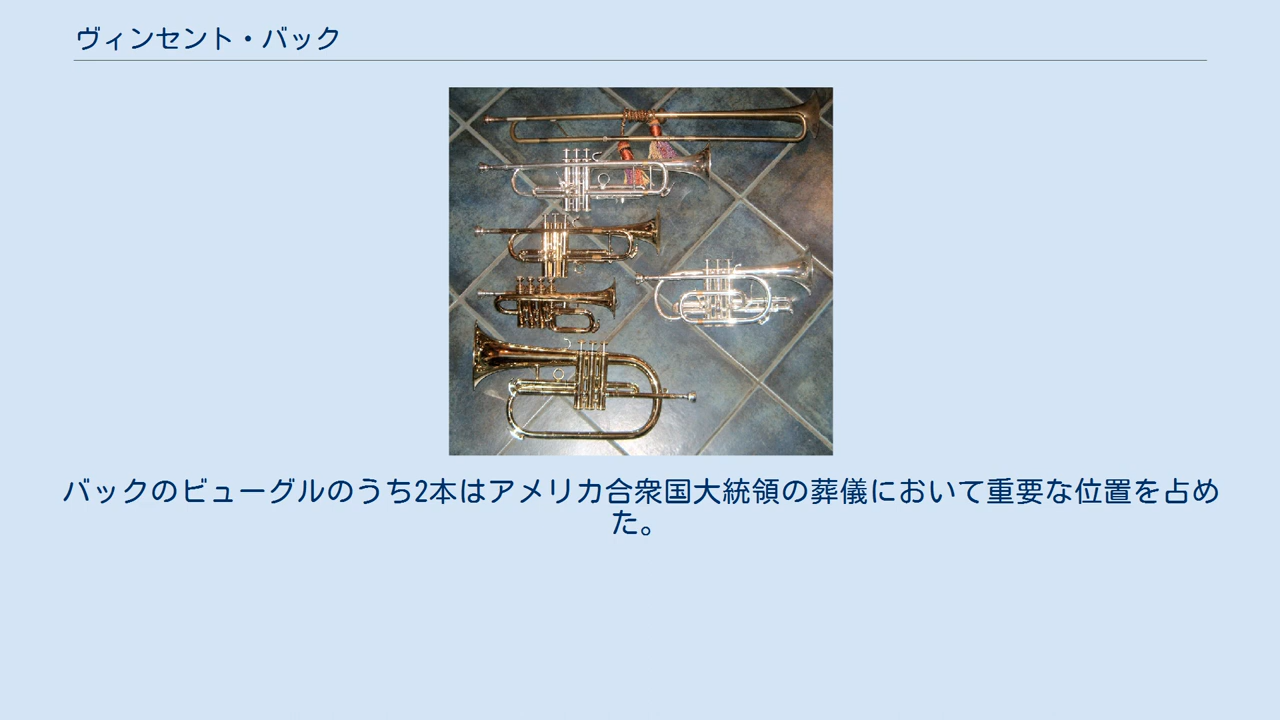 ヴィンセント・バック
バックのビューグルのうち2本はアメリカ合衆国大統領の葬儀において重要な位置を占め
た。